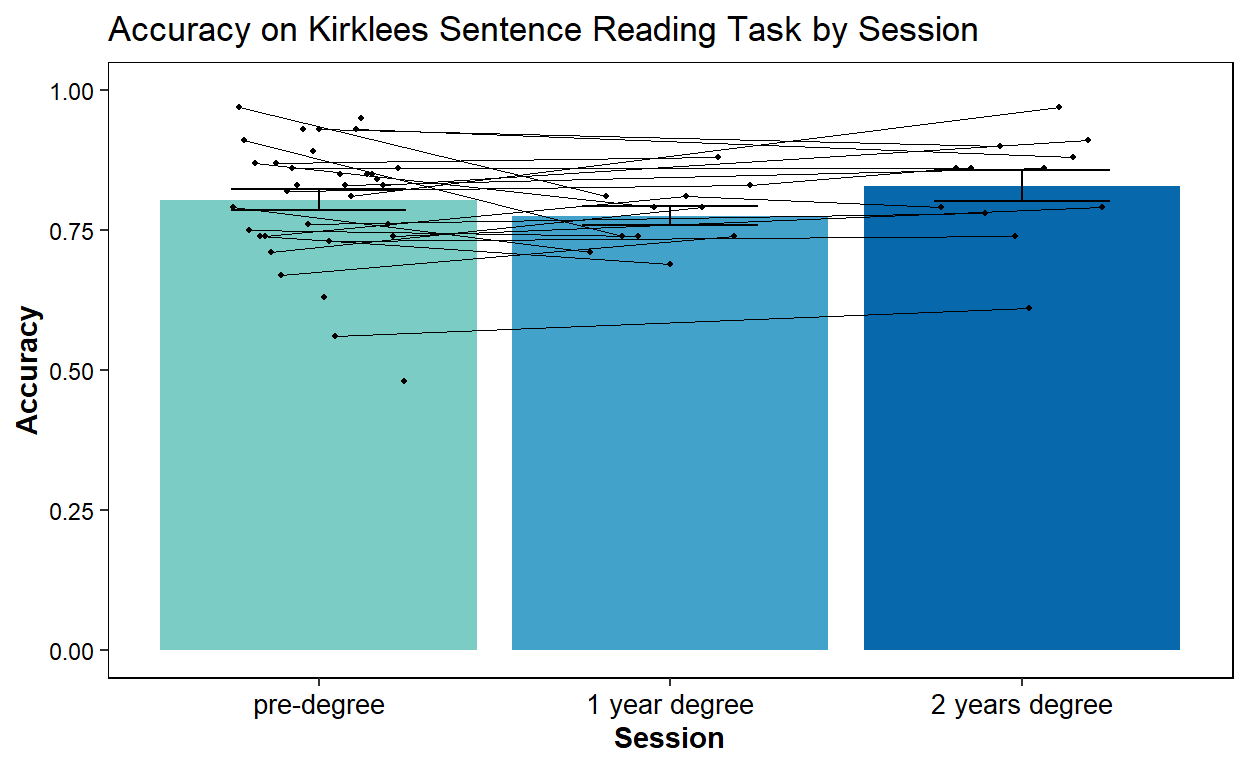 Accuracy on Kirklees Sentence Reading Task by Session
1.00
0.75
0.50
0.25
0.00
Accuracy
pre-degree
1 year degree
2 years degree
Session